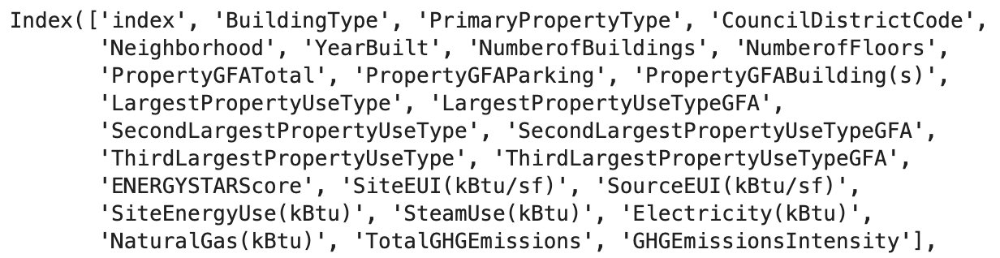 Index(['index', 'BuildingType', 'PrimaryPropertyType', 'CouncilDistrictCode',
'Neighborhood', 'YearBuilt', 'NumberofBuildings', 'NumberofFloors',
'PropertyGFATotal', 'PropertyGFAParking', 'PropertyGFABuilding(s)',
'LargestPropertyUseType', 'LargestPropertyUseTypeGFA',
'SecondLargestPropertyUseType', 'SecondLargestPropertyUseTypeGFA',
'ThirdLargestPropertyUseType', 'ThirdLargestPropertyUseTypeGFA',
'ENERGYSTARScore', 'SiteEUI(kBtu/sf)', 'SourceEUI(kBtu/sf)',
'SiteEnergyUse(kBtu)', 'SteamUse(kBtu)', 'Electricity(kBtu)',
'NaturalGas(kBtu)', 'TotalGHGEmissions', 'GHGEmissionsIntensity'],